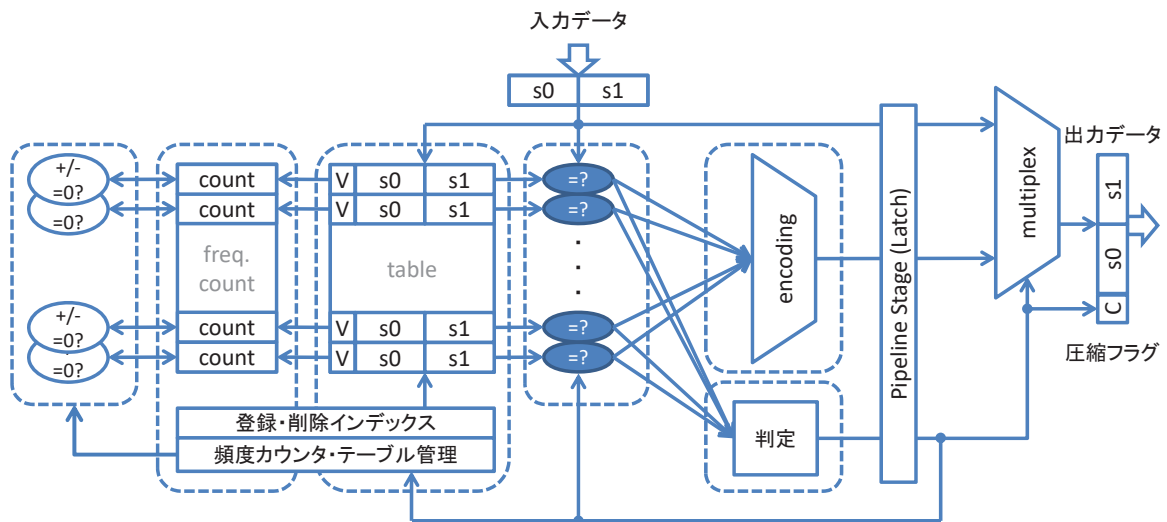 入力データ
s0 s1
出力データ
+/-
=0?
=0?
count
V s0 s1
=?
count
V s0 s1
=?
freq.
count
table
・
・
・
・
+/-
=0?
=0?
count
V s0 s1
=?
count
V s0 s1
=?
encoding
判定
Pipeline Stage (Latch)
multiplex
s1
s0
C
圧縮フラグ
登録・削除インデックス
頻度カウンタ・テーブル管理